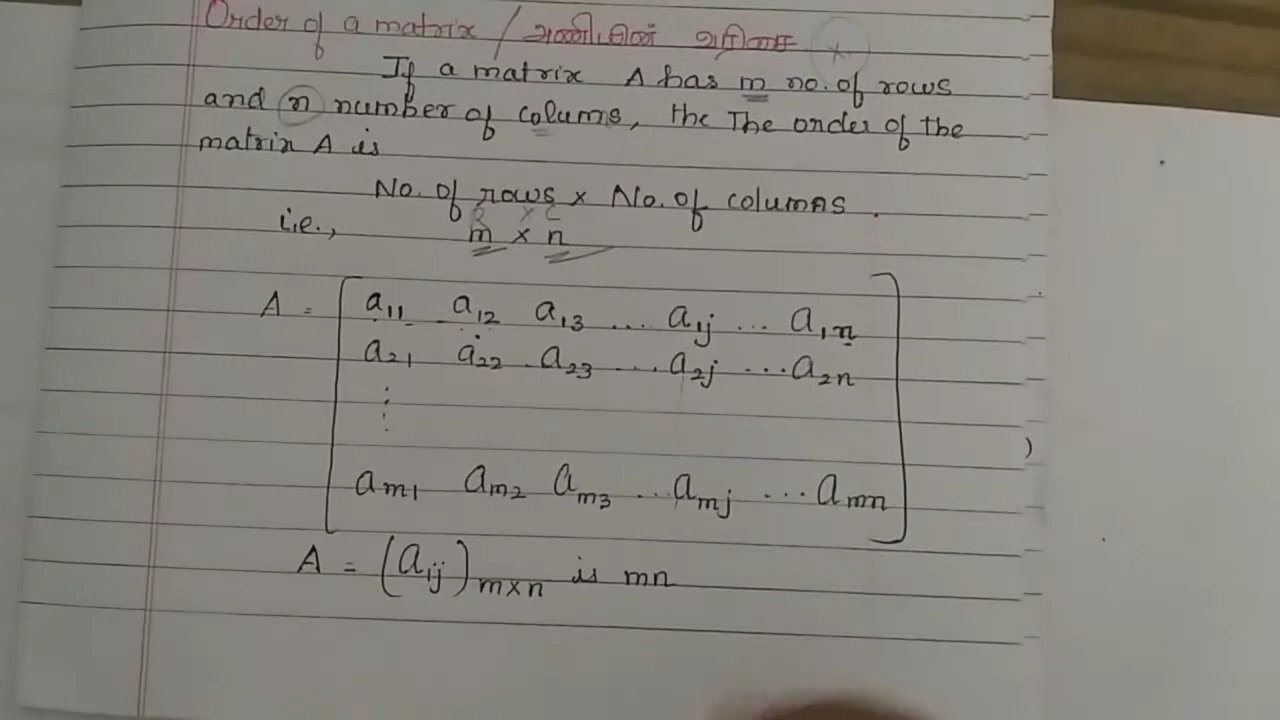 Order of a matrix / அணியின் வரிசை
If a matrix A has m no. of rows
and n number of colums, the The order of the
matrix A is
No. of rows × No. of columns.
R × C
i.e., m × n
A = [ a₁₁ a₁₂ a₁₃ ... a₁ⱼ ... a₁ₙ
a₂₁ a₂₂ a₂₃ ... a₂ⱼ ... a₂ₙ
⋮
aₘ₁ aₘ₂ aₘ₃ ... aₘⱼ ... aₘₙ ]
A = (aᵢⱼ)ₘ×ₙ is mn